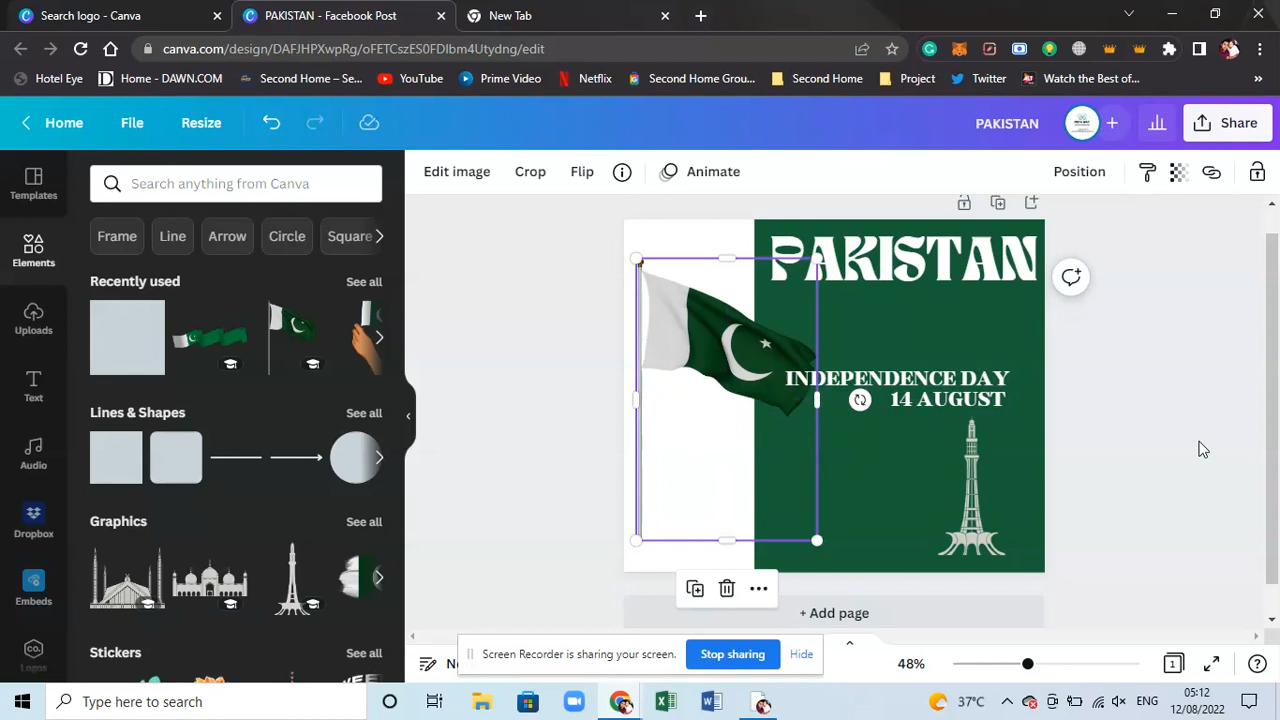 Search logo - Canva
PAKISTAN - Facebook Post
New Tab
canva.com/design/DAFJHPXwpRg/oFETCszES0FDIbm4Utydng/edit
Hotel Eye
Home - DAWN.COM
Second Home – Se...
YouTube
Prime Video
Netflix
Second Home Grou...
Second Home
Project
Twitter
Watch the Best of...
Home
File
Resize
PAKISTAN
Share
Templates
Elements
Uploads
Text
Audio
Dropbox
Embeds
co.
Logos
Search anything from Canva
Frame
Line
Arrow
Circle
Square
Recently used
See all
Lines & Shapes
See all
Graphics
See all
Stickers
See all
Edit image
Crop
Flip
Animate
Position
PAKISTAN
INDEPENDENCE DAY
14 AUGUST
+ Add page
Screen Recorder is sharing your screen.
Stop sharing
Hide
48%
1
Type here to search
37°C
ENG
05:12
12/08/2022